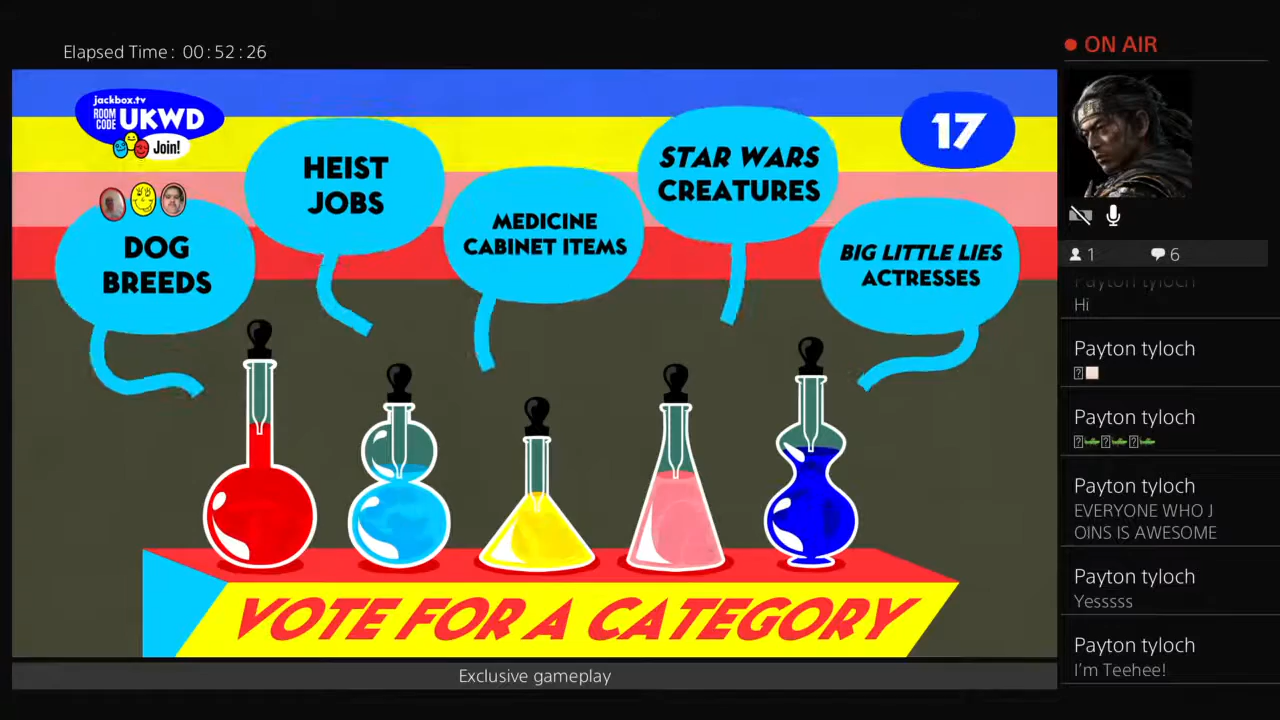 Elapsed Time: 00:52:26
ON AIR
jackbox.tv
ROOM CODE
UKWD
Join!
17
DOG
BREEDS
HEIST
JOBS
MEDICINE
CABINET ITEMS
STAR WARS
CREATURES
BIG LITTLE LIES
ACTRESSES
VOTE FOR A CATEGORY
Exclusive gameplay
1
6
Payton tyloch
Hi
Payton tyloch
Payton tyloch
Payton tyloch
EVERYONE WHO J
OINS IS AWESOME
Payton tyloch
Yesssss
Payton tyloch
I'm Teehee!